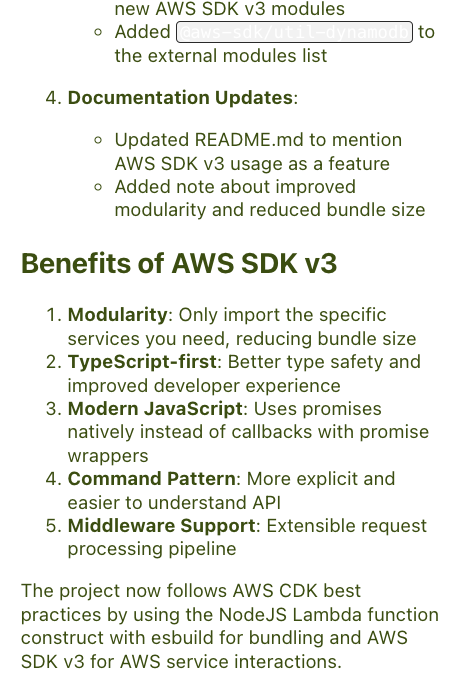 new AWS SDK v3 modules
◦ Added @aws-sdk/util-dynamodb to
the external modules list
4. Documentation Updates:
◦ Updated README.md to mention
AWS SDK v3 usage as a feature
◦ Added note about improved
modularity and reduced bundle size
Benefits of AWS SDK v3
1. Modularity: Only import the specific
services you need, reducing bundle size
2. TypeScript-first: Better type safety and
improved developer experience
3. Modern JavaScript: Uses promises
natively instead of callbacks with promise
wrappers
4. Command Pattern: More explicit and
easier to understand API
5. Middleware Support: Extensible request
processing pipeline
The project now follows AWS CDK best
practices by using the NodeJS Lambda function
construct with esbuild for bundling and AWS
SDK v3 for AWS service interactions.